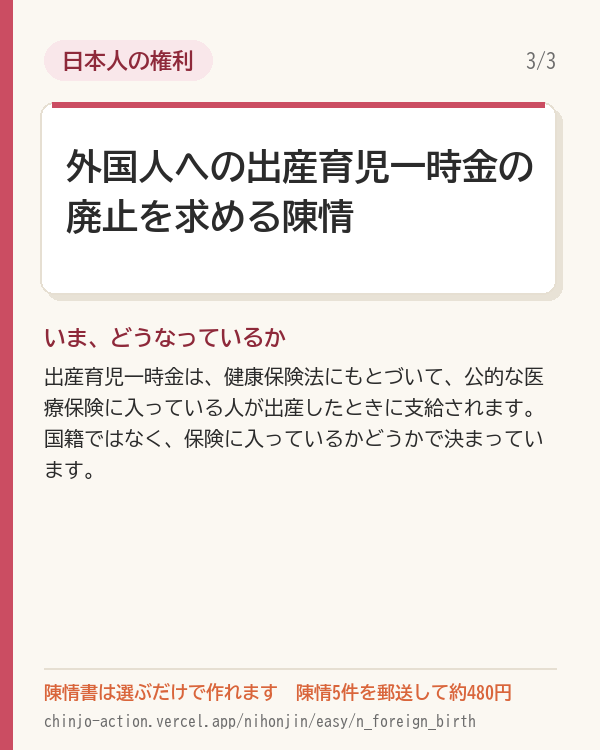 日本人の権利
3/3
外国人への出産育児一時金の
廃止を求める陳情
いま、どうなっているか
出産育児一時金は、健康保険法にもとづいて、公的な医
療保険に入っている人が出産したときに支給されます。
国籍ではなく、保険に入っているかどうかで決まってい
ます。
陳情書は選ぶだけで作れます　陳情5件を郵送して約480円
chinjo-action.vercel.app/nihonjin/easy/n_foreign_birth